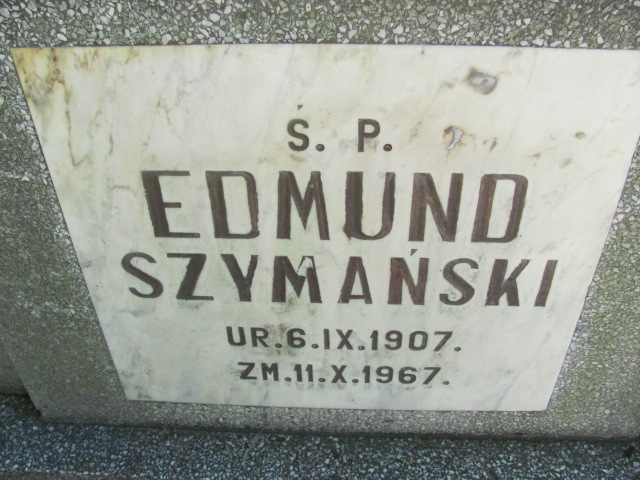 Ś. P.
EDMUND
SZYMAŃSKI
UR.6.IX.1907.
ZM.11.X.1967.